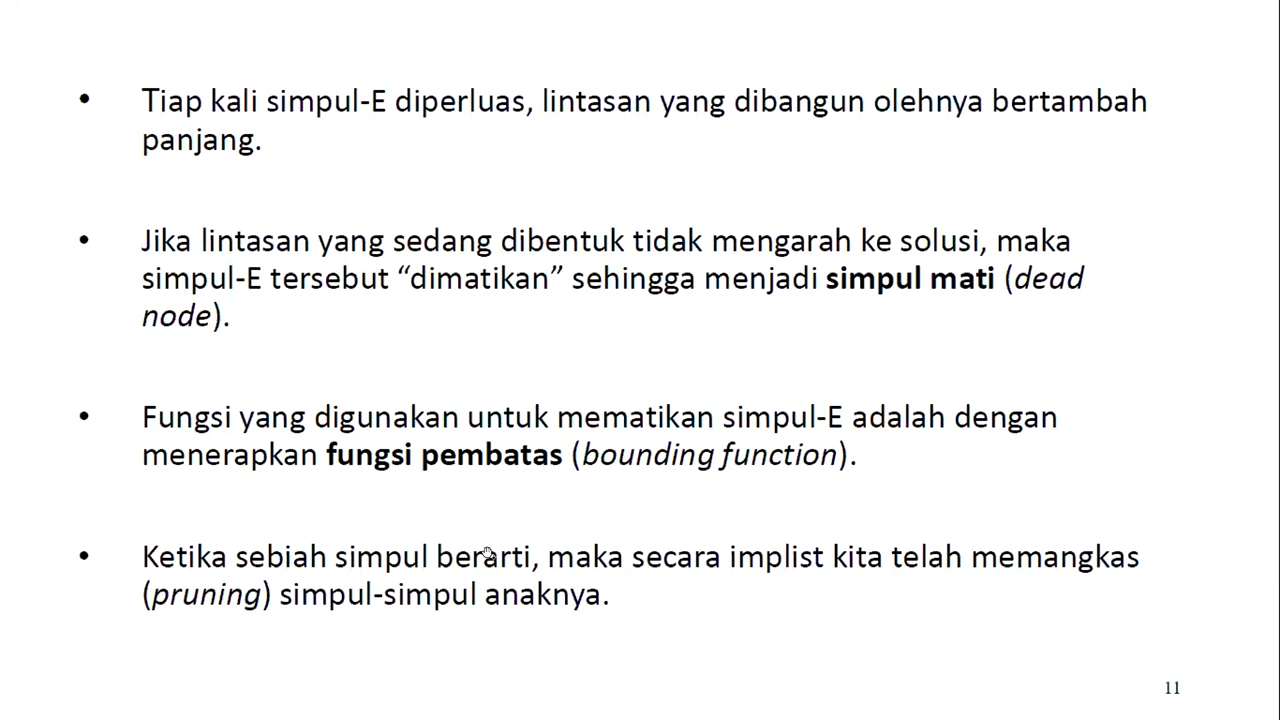 • Tiap kali simpul-E diperluas, lintasan yang dibangun olehnya bertambah
panjang.
• Jika lintasan yang sedang dibentuk tidak mengarah ke solusi, maka
simpul-E tersebut “dimatikan” sehingga menjadi simpul mati (dead
node).
• Fungsi yang digunakan untuk mematikan simpul-E adalah dengan
menerapkan fungsi pembatas (bounding function).
• Ketika sebiah simpul berarti, maka secara implist kita telah memangkas
(pruning) simpul-simpul anaknya.
11